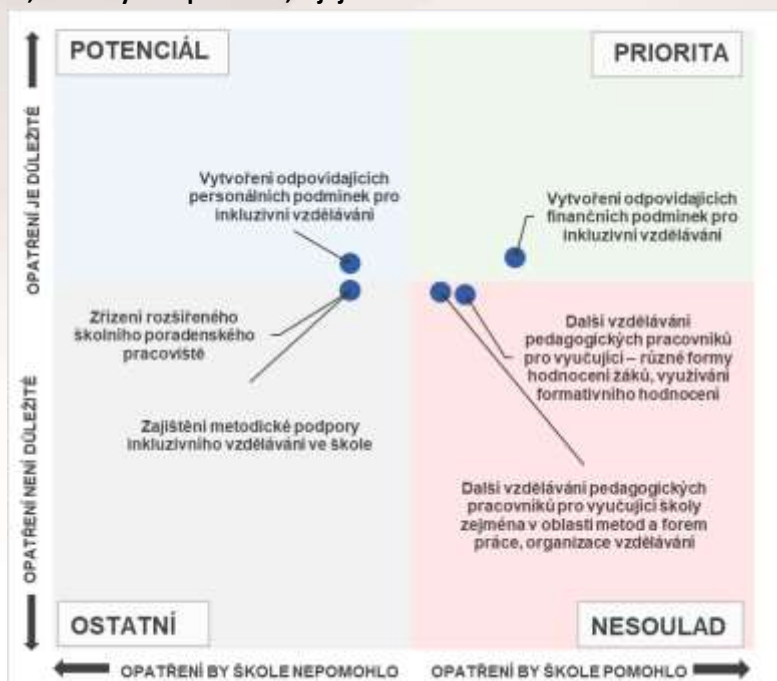 POTENCIÁL
PRIORITA
OPATŘENÍ JE DŮLEŽITÉ
Vytvoření odpovídajících
personálních podmínek pro
inkluzivní vzdělávání
Vytvoření odpovídajících
finančních podmínek pro
inkluzivní vzdělávání
Zřízení rozšířeného
školního poradenského
pracoviště
Další vzdělávání
pedagogických pracovníků
pro vyučující – různé formy
hodnocení žáků, využívání
formativního hodnocení
Zajištění metodické podpory
inkluzivního vzdělávání ve škole
OPATŘENÍ NENÍ DŮLEŽITÉ
Další vzdělávání pedagogických
pracovníků pro vyučující školy
zejména v oblasti metod a forem
práce, organizace vzdělávání
OSTATNÍ
NESOULAD
OPATŘENÍ BY ŠKOLE NEPOMOHLO
OPATŘENÍ BY ŠKOLE POMOHLO